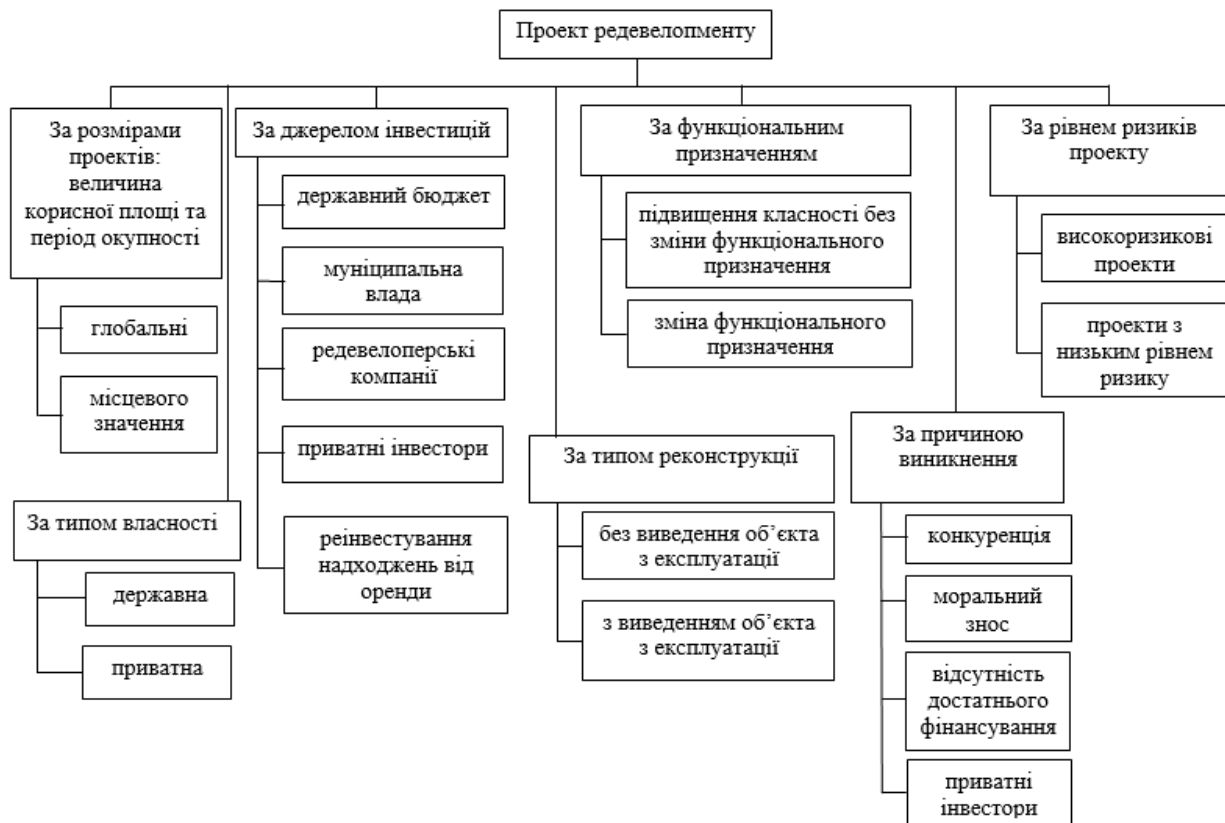 Проект редевелопменту
За розмірами
проектів:
величина
корисної площі та
період окупності
глобальні
місцевого
значення
За типом власності
державна
приватна
За джерелом інвестицій
державний бюджет
муніципальна
влада
редевелоперські
компанії
приватні інвестори
реінвестування
надходжень від
оренди
За функціональним
призначенням
підвищення класності без
зміни функціонального
призначення
зміна функціонального
призначення
За типом реконструкції
без виведення об’єкта
з експлуатації
з виведенням об’єкта
з експлуатації
За рівнем ризиків
проекту
високоризикові
проекти
проекти з
низьким рівнем
ризику
За причиною
виникнення
конкуренція
моральний
знос
відсутність
достатнього
фінансування
приватні
інвестори